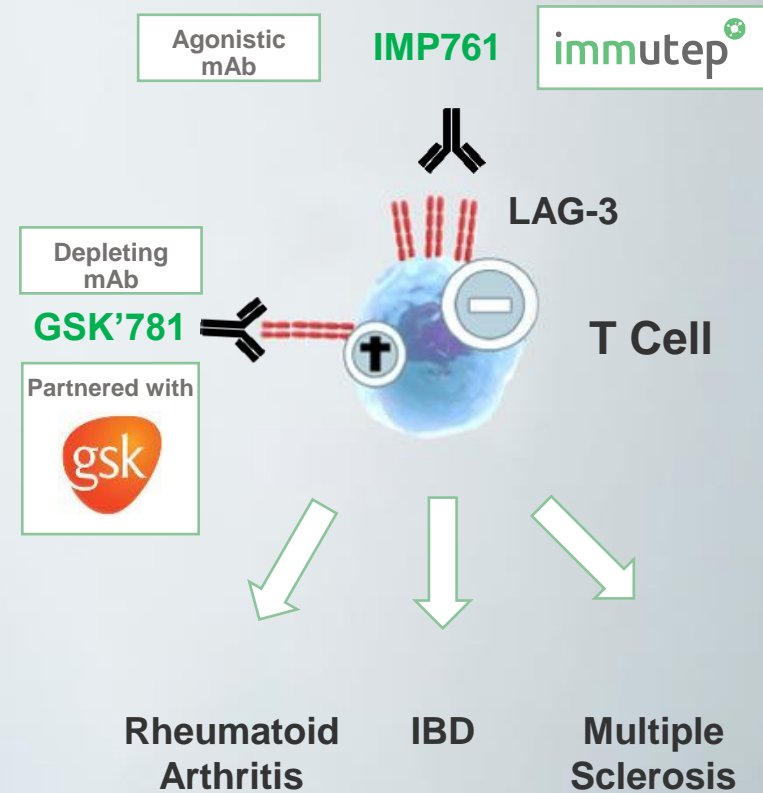 Agonistic
mAb
IMP761
immutep
LAG-3
Depleting
mAb
GSK'781
T Cell
Partnered with
gsk
Rheumatoid
Arthritis
IBD
Multiple
Sclerosis